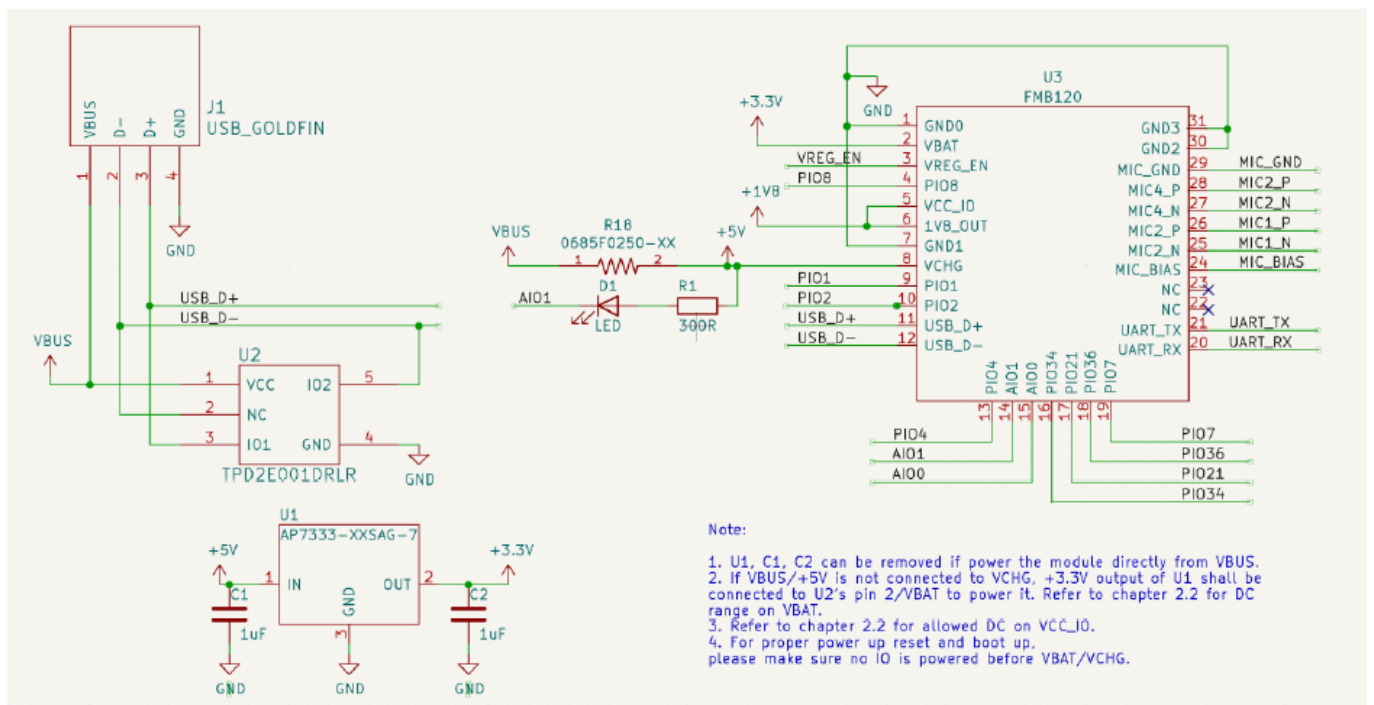 J1
USB_GOLDFIN
VBUS
D-
D+
GND
1
2
3
4
GND
USB_D+
USB_D-
VBUS
U2
1 VCC IO2 5
2 NC
3 IO1 GND 4
TPD2E001DRLR
GND
U1
AP7333-XXSAG-7
+5V
+3.3V
1 IN OUT 2
GND
3
C1
1uF
C2
1uF
GND
GND
GND
VBUS
R18
0685F0250-XX
1 2
+5V
AIO1
D1
LED
R1
300R
+3.3V
+1V8
GND
U3
FMB120
1 GND0
2 VBAT
VREG_EN 3 VREG_EN
PIO8 4 PIO8
5 VCC_IO
6 1V8_OUT
7 GND1
8 VCHG
PIO1 9 PIO1
PIO2 10 PIO2
USB_D+ 11 USB_D+
USB_D- 12 USB_D-
GND3 31
GND2 30
MIC_GND 29 MIC_GND
MIC4_P 28 MIC2_P
MIC4_N 27 MIC2_N
MIC2_P 26 MIC1_P
MIC2_N 25 MIC1_N
MIC_BIAS 24 MIC_BIAS
NC 23
NC 22
UART_TX 21 UART_TX
UART_RX 20 UART_RX
PIO4
AIO1
AIO0
PIO34
PIO21
PIO36
PIO7
13
14
15
16
17
18
19
PIO4
AIO1
AIO0
PIO7
PIO36
PIO21
PIO34
Note:
1. U1, C1, C2 can be removed if power the module directly from VBUS.
2. If VBUS/+5V is not connected to VCHG, +3.3V output of U1 shall be
connected to U2's pin 2/VBAT to power it. Refer to chapter 2.2 for DC
range on VBAT.
3. Refer to chapter 2.2 for allowed DC on VCC_IO.
4. For proper power up reset and boot up,
please make sure no IO is powered before VBAT/VCHG.